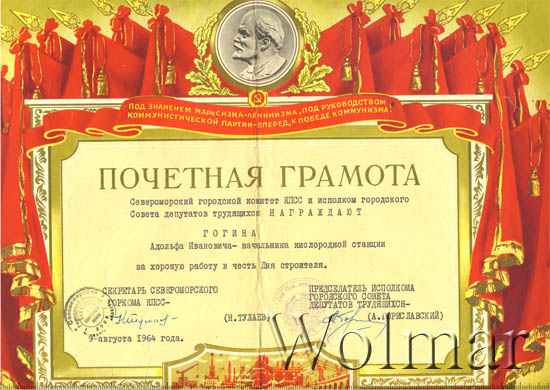 ПОД ЗНАМЕНЕМ МАРКСИЗМА-ЛЕНИНИЗМА, ПОД РУКОВОДСТВОМ
КОММУНИСТИЧЕСКОЙ ПАРТИИ-ВПЕРЕД, К ПОБЕДЕ КОММУНИЗМА!
ПОЧЕТНАЯ ГРАМОТА
Североморский городской комитет КПСС и исполком городского
Совета депутатов трудящихся НАГРАЖДАЮТ
ГОГИНА
Адольфа Ивановича- начальника кислородной станции
за хорошую работу в честь Дня строителя.
СЕКРЕТАРЬ СЕВЕРОМОРСКОГО
ГОРКОМА КПСС-
(Н.ТУЛАЕВ)
ПРЕДСЕДАТЕЛЬ ИСПОЛКОМА
ГОРОДСКОГО СОВЕТА
ДЕПУТАТОВ ТРУДЯЩИХСЯ-
(А.ГОРИСЛАВСКИЙ)
9 августа 1964 года.
Wolmar